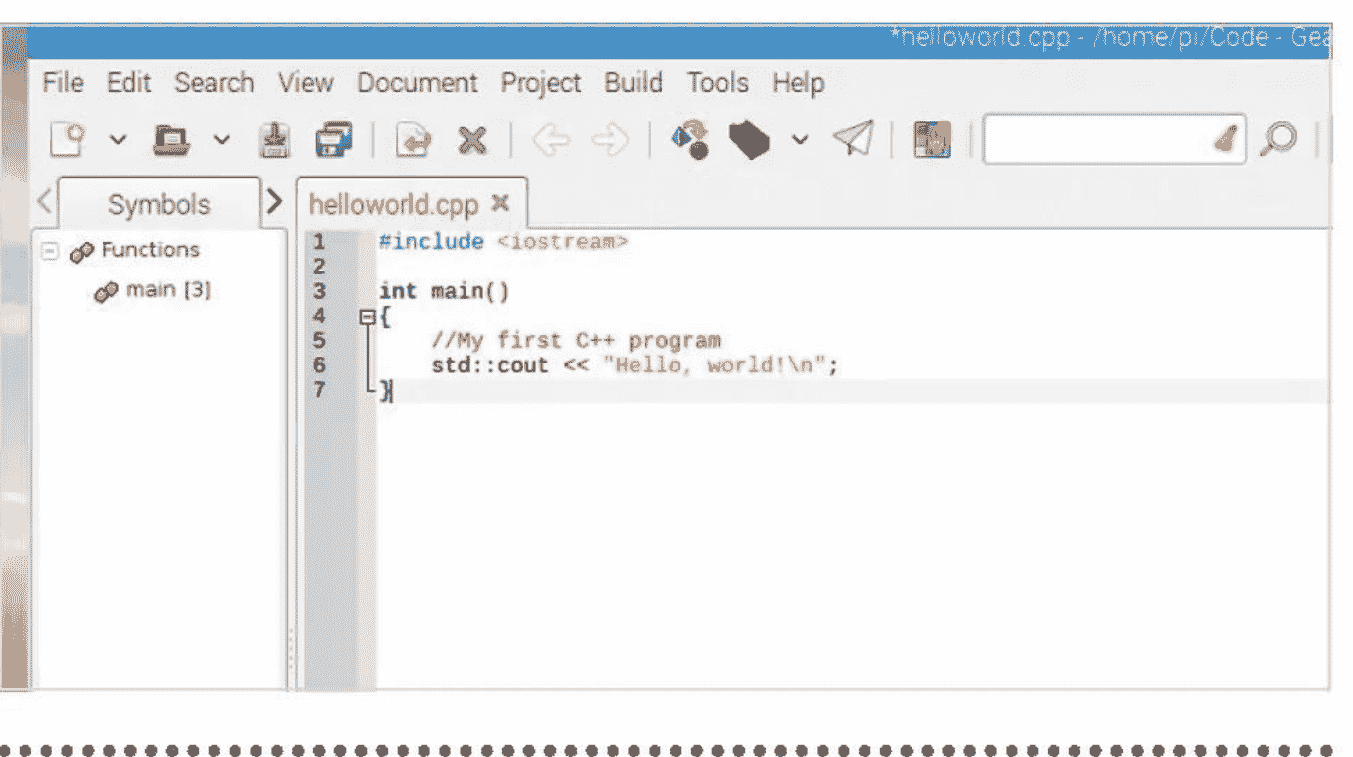 *helloworld.cpp - /home/pi/Code - Gea
File Edit Search View Document Project Build Tools Help
Symbols
helloworld.cpp
Functions
main [3]
1 #include <iostream>
2
3 int main()
4 {
5 //My first C++ program
6 std::cout << "Hello, world!\n";
7 }